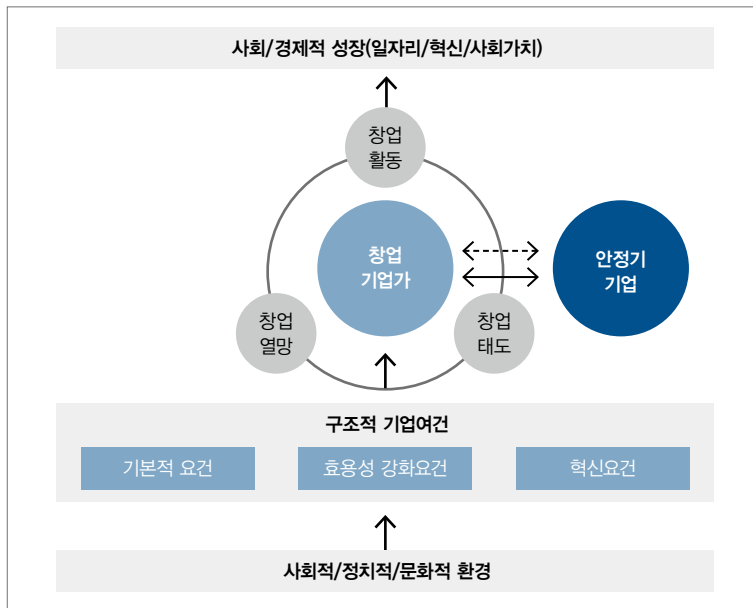 사회/경제적 성장(일자리/혁신/사회가치)
창업
활동
창업
기업가
안정기
기업
창업
열망
창업
태도
구조적 기업여건
기본적 요건
효용성 강화요건
혁신요건
사회적/정치적/문화적 환경